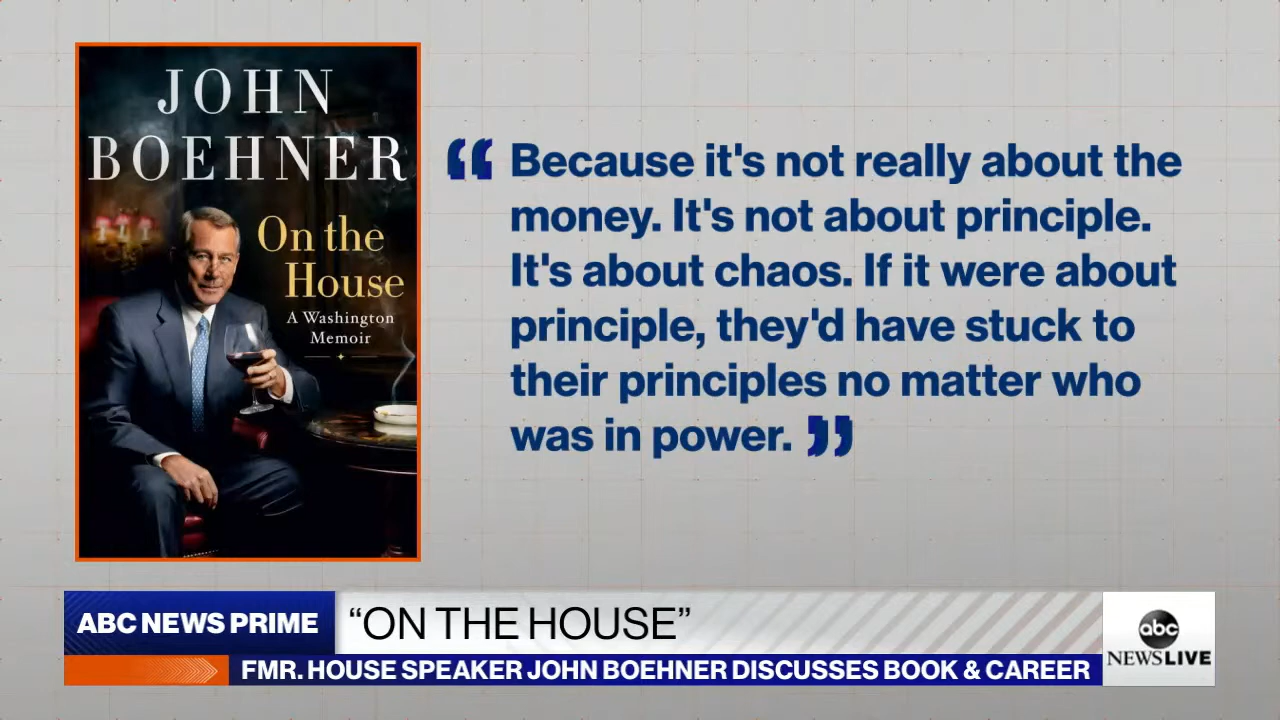 JOHN
BOEHNER
On the
House
A Washington
Memoir
“ Because it's not really about the
money. It's not about principle.
It's about chaos. If it were about
principle, they'd have stuck to
their principles no matter who
was in power. ”
ABC NEWS PRIME
“ON THE HOUSE”
FMR. HOUSE SPEAKER JOHN BOEHNER DISCUSSES BOOK & CAREER
abc
NEWSLIVE